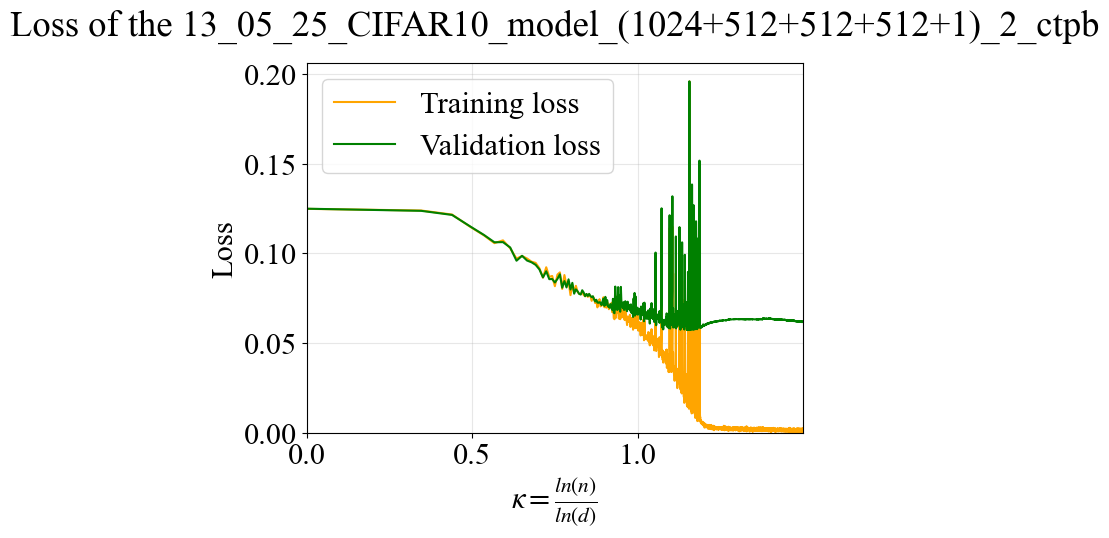 Loss of the 13_05_25_CIFAR10_model_(1024+512+512+512+1)_2_ctpb
0.20
0.15
0.10
0.05
0.00
Loss
Training loss
Validation loss
0.0 0.5 1.0
κ = ln(n) / ln(d)